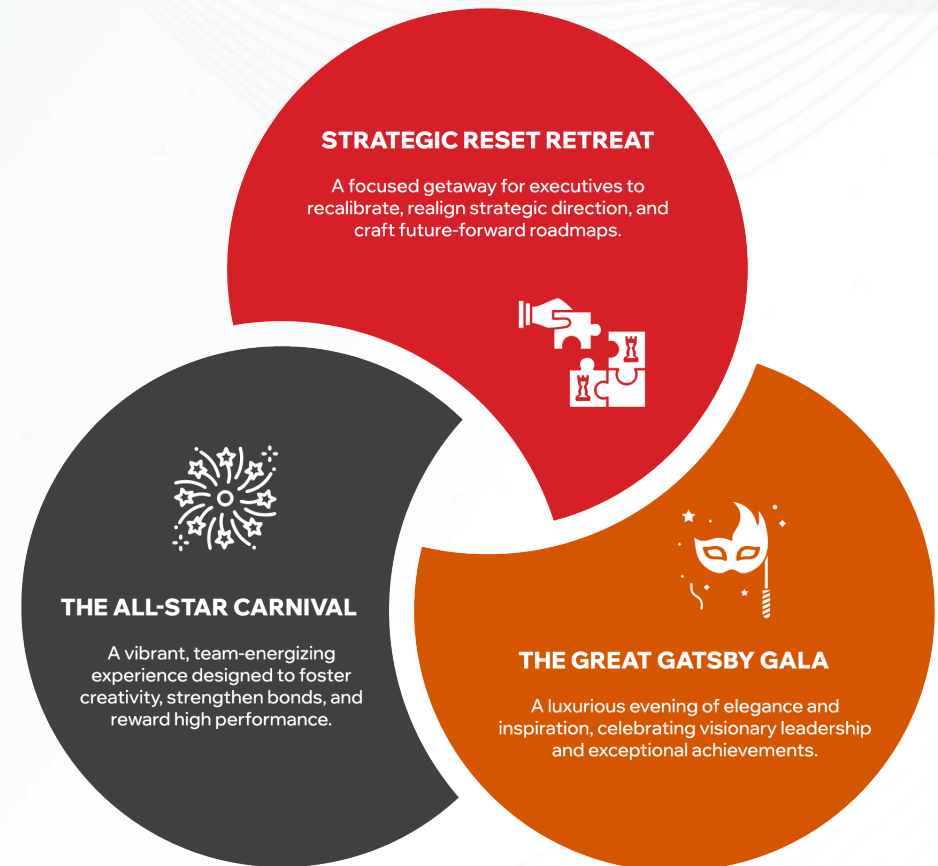 STRATEGIC RESET RETREAT
A focused getaway for executives to
recalibrate, realign strategic direction, and
craft future-forward roadmaps.
THE ALL-STAR CARNIVAL
A vibrant, team-energizing
experience designed to foster
creativity, strengthen bonds, and
reward high performance.
THE GREAT GATSBY GALA
A luxurious evening of elegance and
inspiration, celebrating visionary leadership
and exceptional achievements.